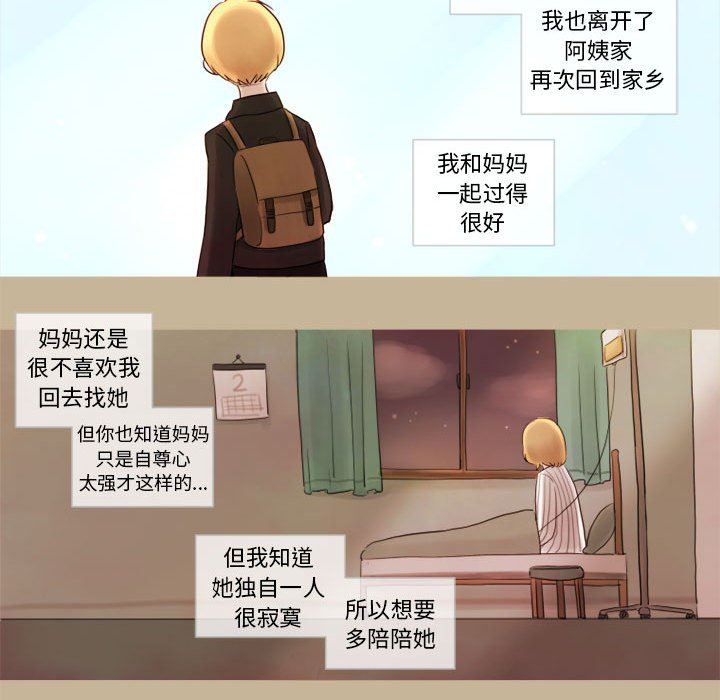 我也离开了
阿姨家
再次回到家乡
我和妈妈
一起过得
很好
妈妈还是
很不喜欢我
回去找她
但你也知道妈妈
只是自尊心
太强才这样的...
2
但我知道
她独自一人
很寂寞
所以想要
多陪陪她